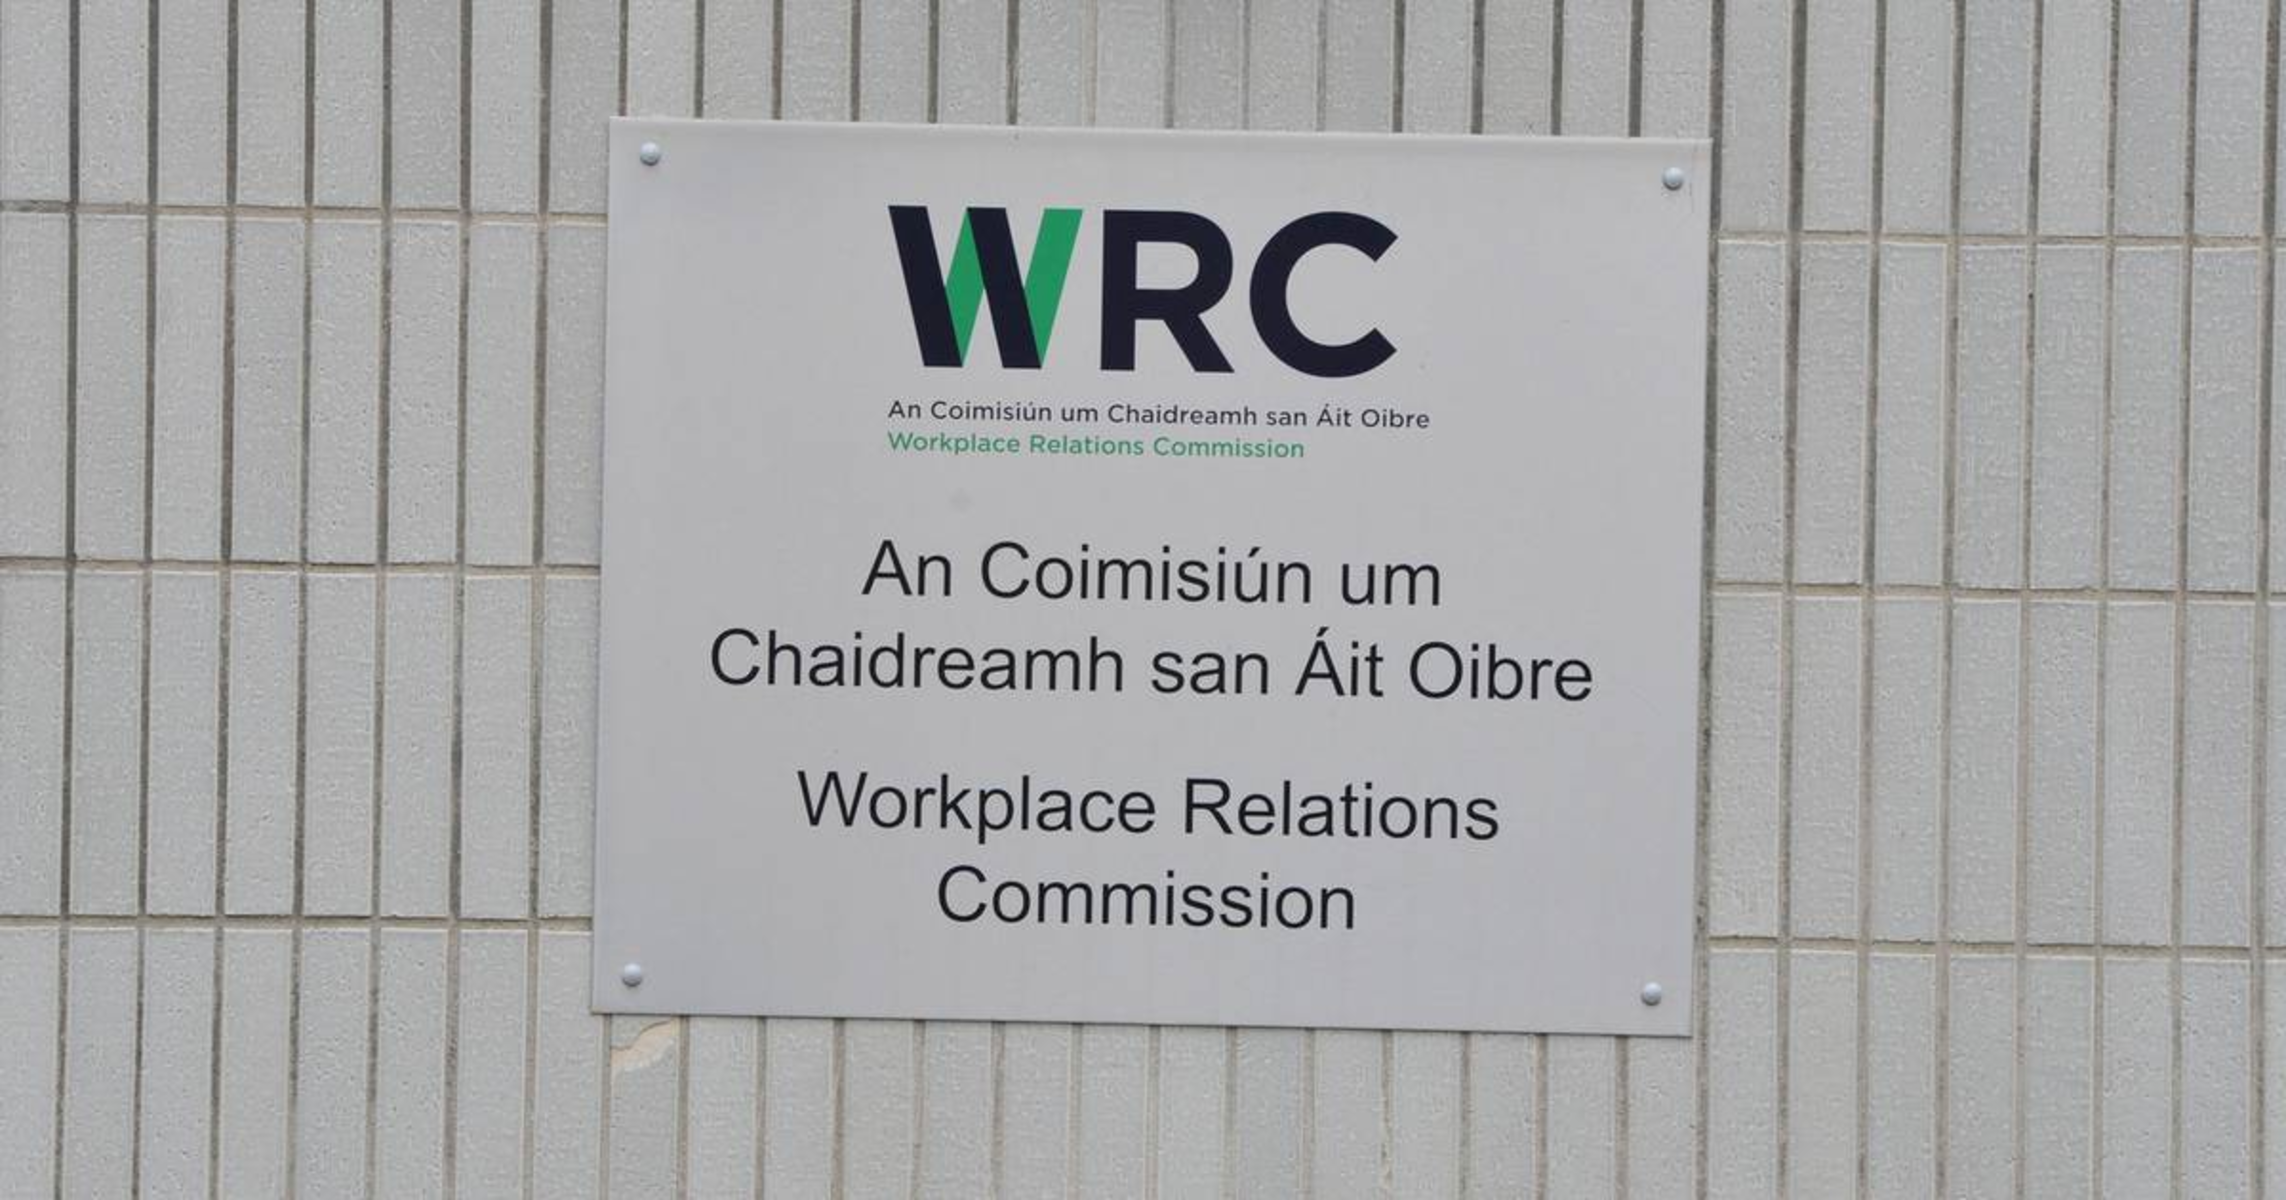 WRC
An Coimisiún um Chaidreamh san Áit Oibre
Workplace Relations Commission
An Coimisiún um
Chaidreamh san Áit Oibre
Workplace Relations
Commission